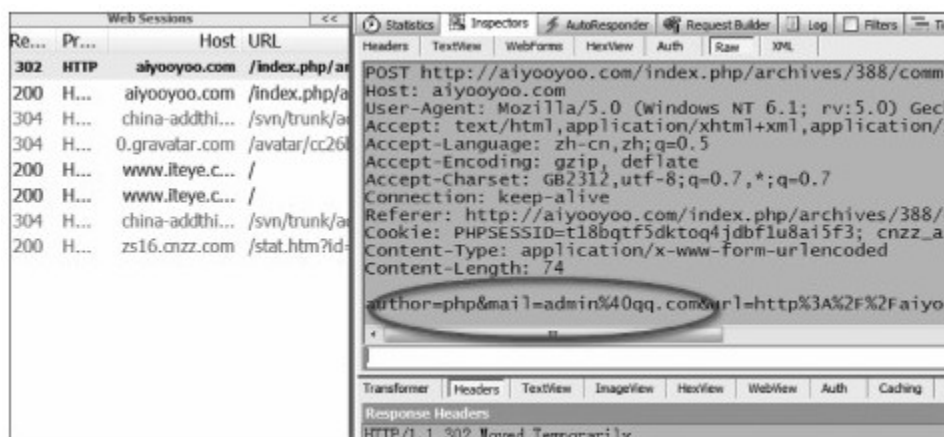 Web Sessions <<
Re... Pr... Host URL
302 HTTP aiyooyoo.com /index.php/ar
200 H... aiyooyoo.com /index.php/a
304 H... china-addthi... /svn/trunk/ac
304 H... 0.gravatar.com /avatar/cc26b
200 H... www.iteye.c... /
200 H... www.iteye.c... /
304 H... china-addthi... /svn/trunk/ac
200 H... zs16.cnzz.com /stat.htm?id=
Statistics Inspectors AutoResponder Request Builder Log Filters
Headers TextView WebForms HexView Auth Raw XML
POST http://aiyooyoo.com/index.php/archives/388/comm
Host: aiyooyoo.com
User-Agent: Mozilla/5.0 (Windows NT 6.1; rv:5.0) Gec
Accept: text/html,application/xhtml+xml,application/
Accept-Language: zh-cn,zh;q=0.5
Accept-Encoding: gzip, deflate
Accept-Charset: GB2312,utf-8;q=0.7,*;q=0.7
Connection: keep-alive
Referer: http://aiyooyoo.com/index.php/archives/388/
Cookie: PHPSESSID=t18bqtf5dktoq4jdbf1u8ai5f3; cnzz_a
Content-Type: application/x-www-form-urlencoded
Content-Length: 74
author=php&mail=admin%40qq.com&url=http%3A%2F%2Faiyo
Transformer Headers TextView ImageView HexView WebView Auth Caching
Response Headers
HTTP/1.1 302 Moved Temporarily